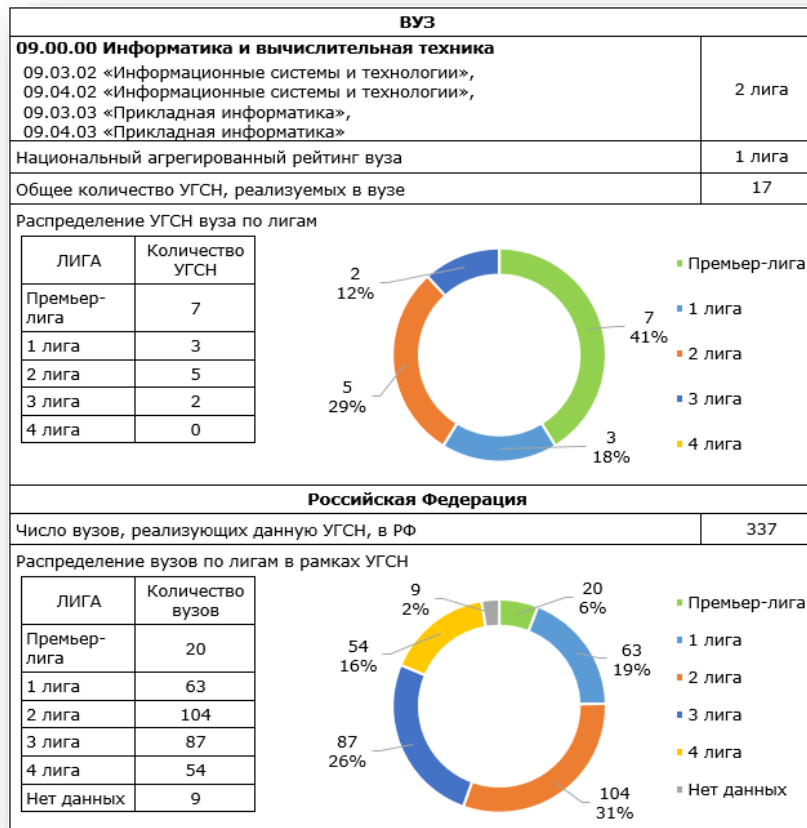 ВУЗ
09.00.00 Информатика и вычислительная техника
09.03.02 «Информационные системы и технологии»,
09.04.02 «Информационные системы и технологии»,
09.03.03 «Прикладная информатика»,
09.04.03 «Прикладная информатика»
2 лига
Национальный агрегированный рейтинг вуза 1 лига
Общее количество УГСН, реализуемых в вузе 17
Распределение УГСН вуза по лигам
ЛИГА Количество
УГСН
Премьер-
лига 7
1 лига 3
2 лига 5
3 лига 2
4 лига 0
2
12%
7
41%
5
29%
3
18%
Премьер-лига
1 лига
2 лига
3 лига
4 лига
Российская Федерация
Число вузов, реализующих данную УГСН, в РФ 337
Распределение вузов по лигам в рамках УГСН
ЛИГА Количество
вузов
Премьер-
лига 20
1 лига 63
2 лига 104
3 лига 87
4 лига 54
Нет данных 9
9
2%
20
6%
54
16%
63
19%
87
26%
104
31%
Премьер-лига
1 лига
2 лига
3 лига
4 лига
Нет данных